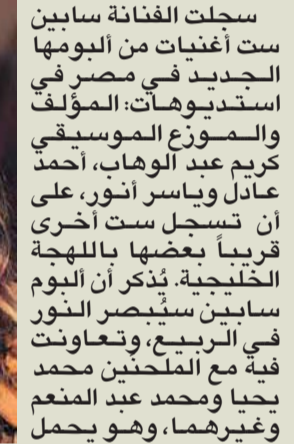 سجلت الفنانة سابين
ست أغنيات من ألبومها
الجديد في مصر في
استديوهات: المؤلف
والموزع الموسيقي
كريم عبد الوهاب، أحمد
عادل وياسر أنور، على
أن تسجل ست أخرى
قريباً بعضها باللهجة
الخليجية. يُذكر أن ألبوم
سابين سيُبصر النور
في الربيع، وتعاونت
فيه مع الملحنين محمد
يحيا ومحمد عبد المنعم
وغيرهما، وهو يحمل